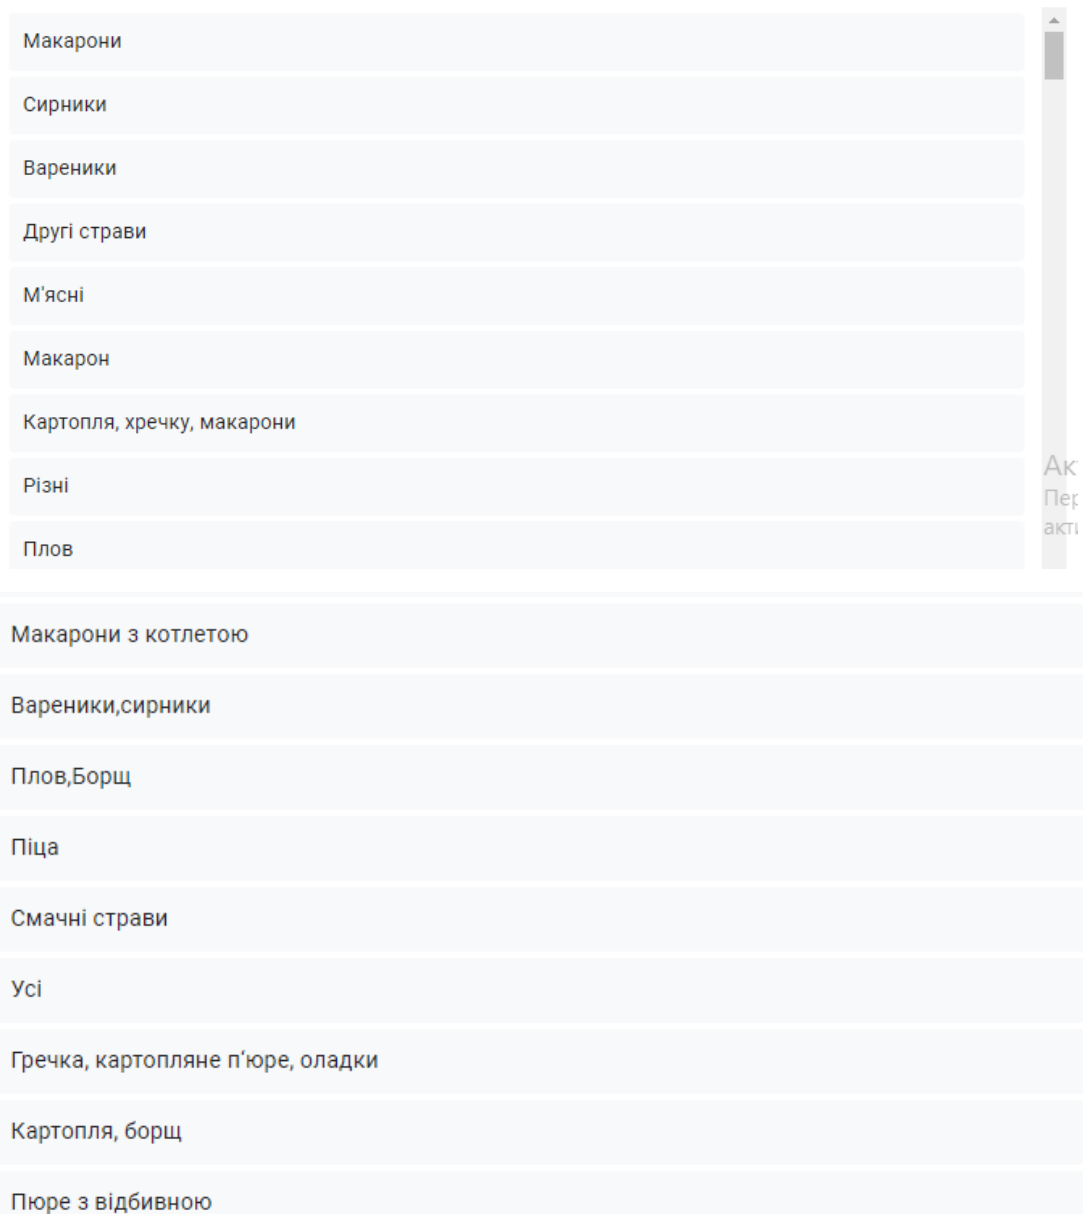 Макарони
Сирники
Вареники
Другі страви
М'ясні
Макарон
Картопля, хречку, макарони
Різні
Плов
Макарони з котлетою
Вареники,сирники
Плов,Борщ
Піца
Смачні страви
Усі
Гречка, картопляне п‘юре, оладки
Картопля, борщ
Пюре з відбивною